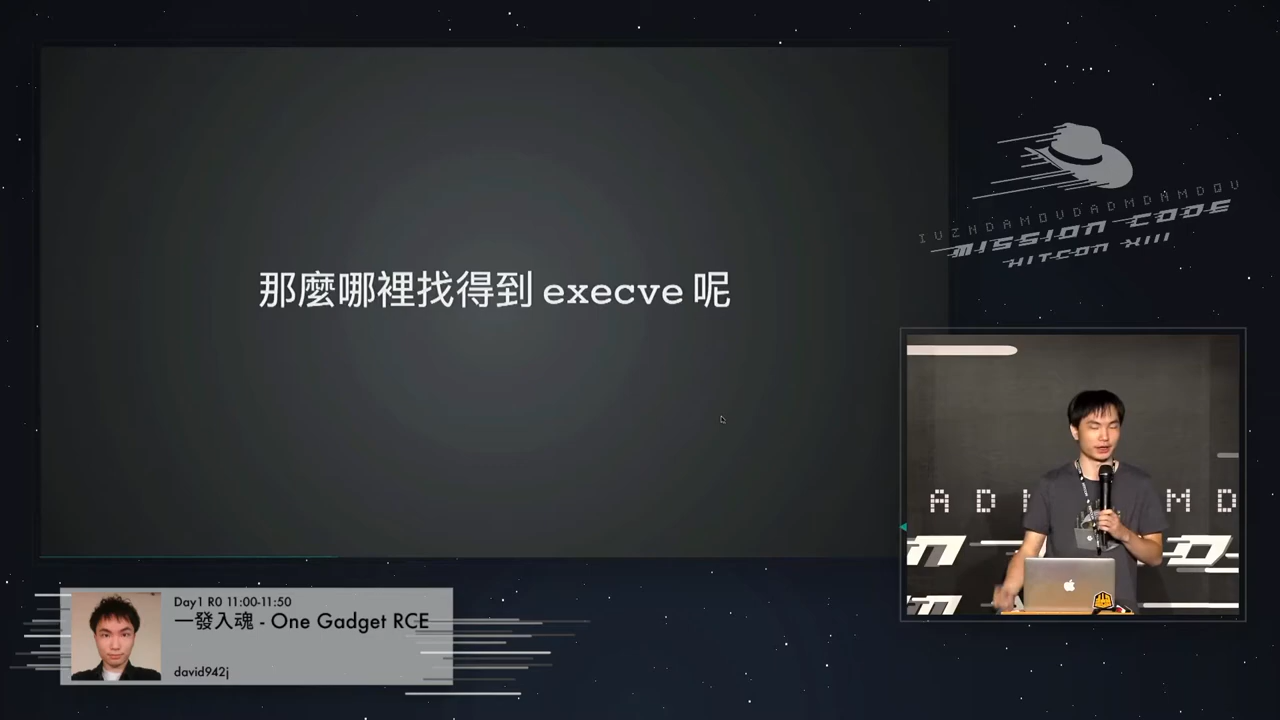 那麼哪裡找得到 execve 呢
IVZNDAMOVDADMDNMDQV
MISSION CODE
HITCON XIII
A D M D
Day1 R0 11:00-11:50
一發入魂 - One Gadget RCE
david942j